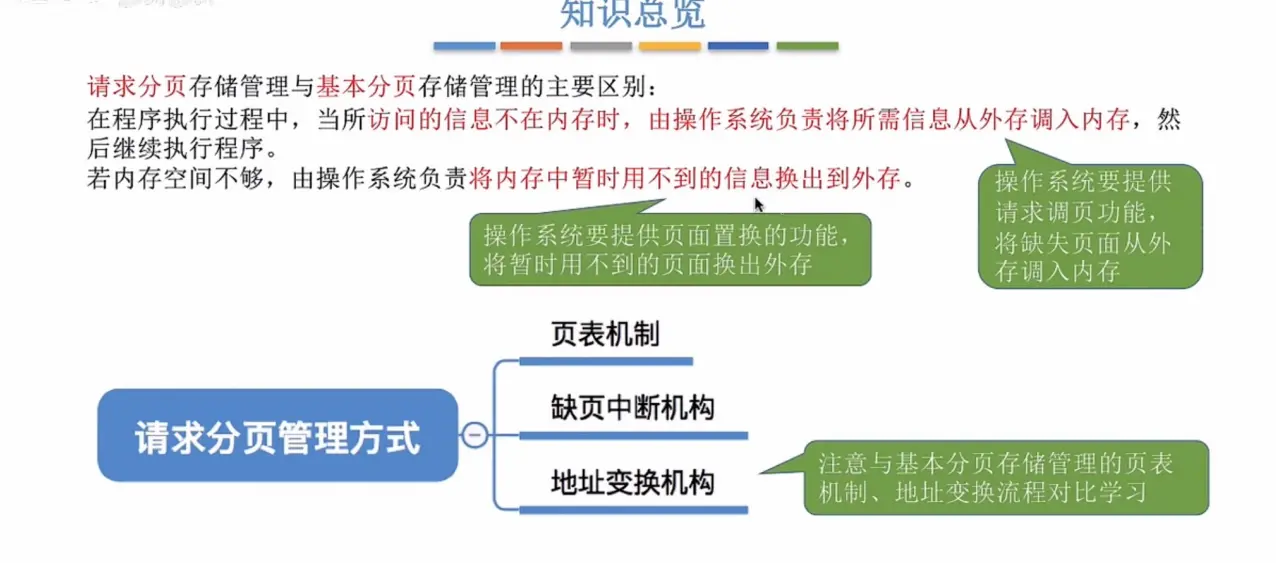 知识总览
请求分页存储管理与基本分页存储管理的主要区别：
在程序执行过程中，当所访问的信息不在内存时，由操作系统负责将所需信息从外存调入内存，然
后继续执行程序。
若内存空间不够，由操作系统负责将内存中暂时用不到的信息换出到外存。
操作系统要提供
请求调页功能，
将缺失页面从外
存调入内存
操作系统要提供页面置换的功能，
将暂时用不到的页面换出外存
请求分页管理方式
页表机制
缺页中断机构
地址变换机构
注意与基本分页存储管理的页表
机制、地址变换流程对比学习